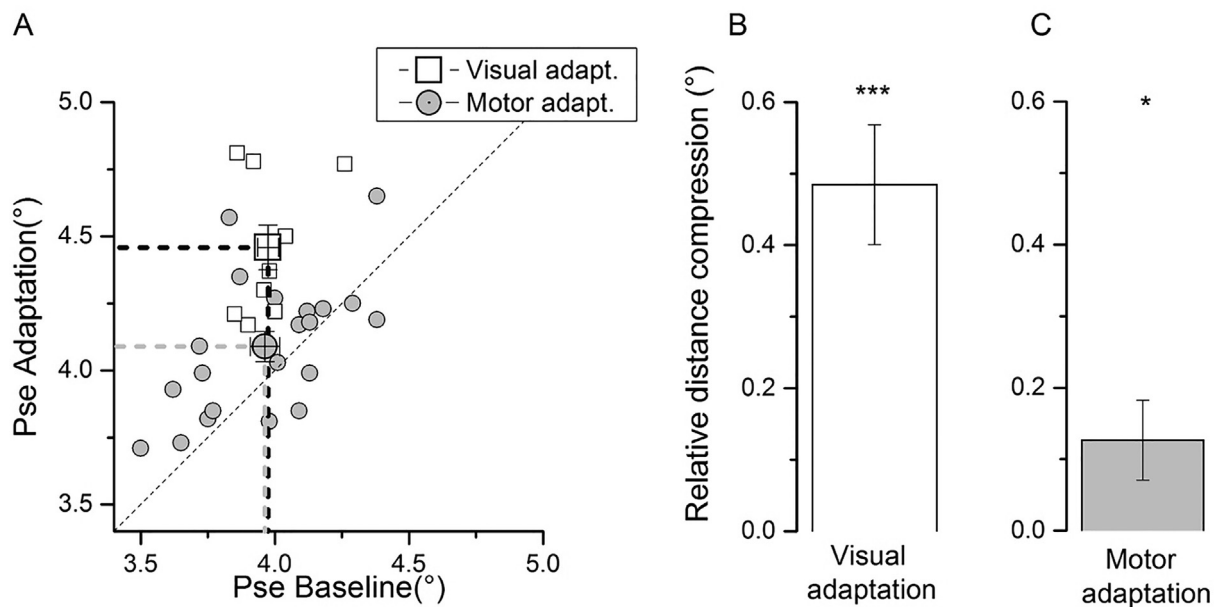 A
Visual adapt.
Motor adapt.
5.0
4.5
4.0
3.5
Pse Adaptation(°)
3.5 4.0 4.5 5.0
Pse Baseline(°)
B
Relative distance compression (°)
0.6
0.4
0.2
0.0
***
Visual
adaptation
C
0.6
0.4
0.2
0.0
*
Motor
adaptation